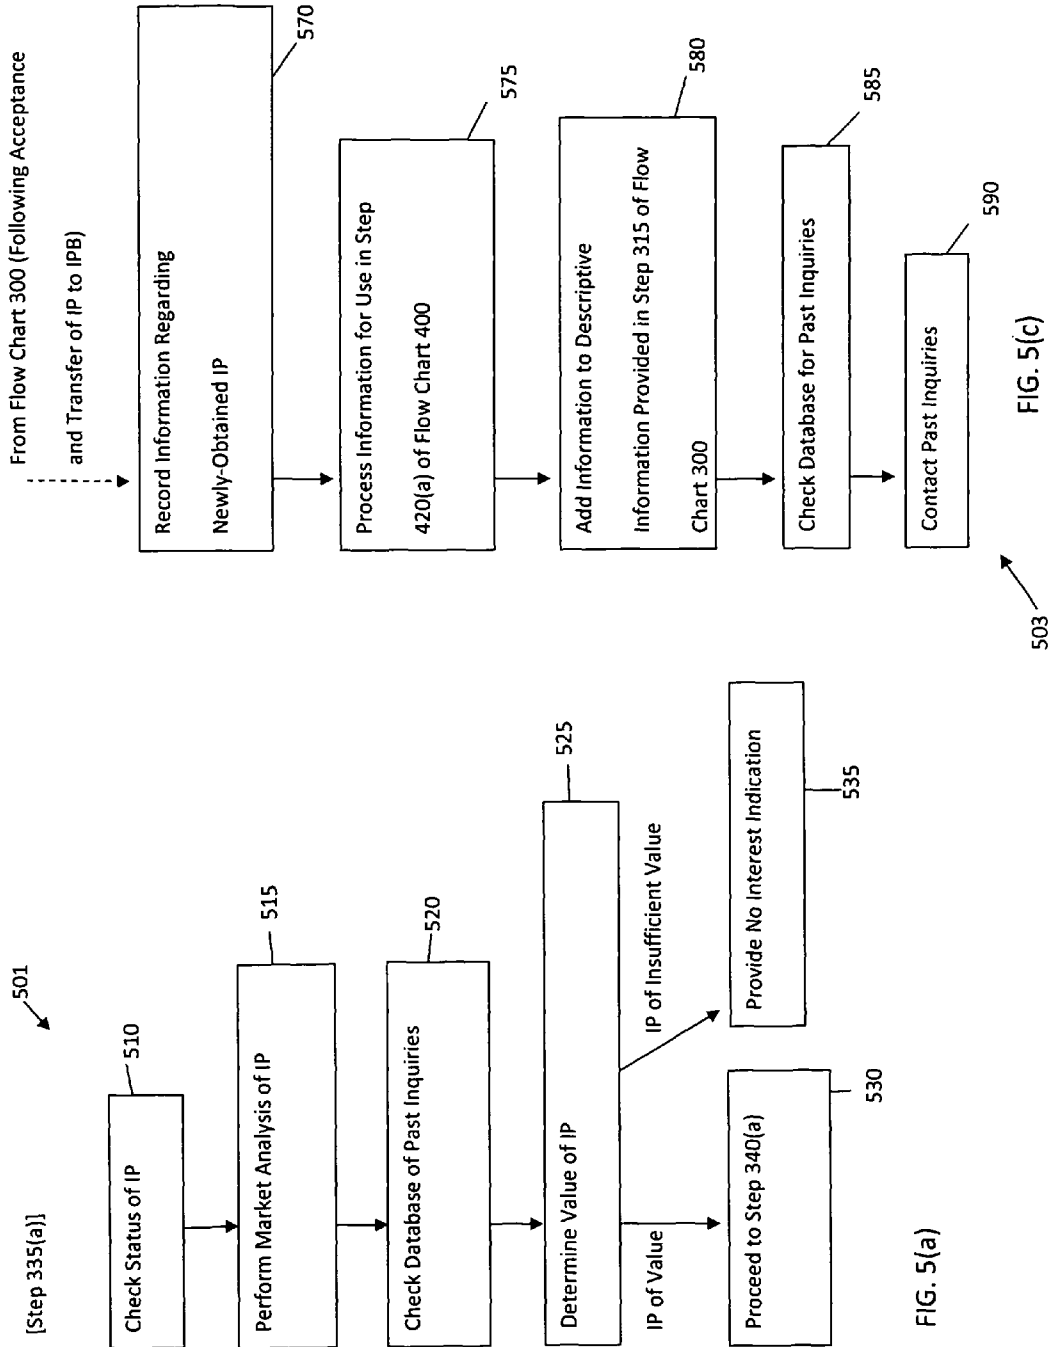 [Step 335(a)]
501
510
Check Status of IP
515
Perform Market Analysis of IP
520
Check Database of Past Inquiries
525
Determine Value of IP
IP of Value
IP of Insufficient Value
Proceed to Step 340(a)
530
Provide No Interest Indication
535
FIG. 5(a)
From Flow Chart 300 (Following Acceptance
and Transfer of IP to IPB)
Record Information Regarding
Newly-Obtained IP
570
Process Information for Use in Step
420(a) of Flow Chart 400
575
Add Information to Descriptive
Information Provided in Step 315 of Flow
Chart 300
580
Check Database for Past Inquiries
585
Contact Past Inquiries
590
503
FIG. 5(c)